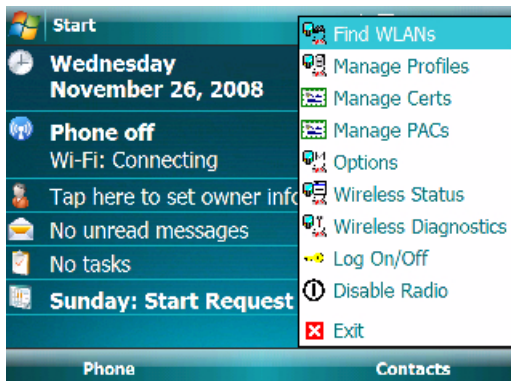 Start
Wednesday
November 26, 2008
Phone off
Wi-Fi: Connecting
Tap here to set owner info
No unread messages
No tasks
Sunday: Start Request
Phone
Contacts
Find WLANs
Manage Profiles
Manage Certs
Manage PACs
Options
Wireless Status
Wireless Diagnostics
Log On/Off
Disable Radio
Exit